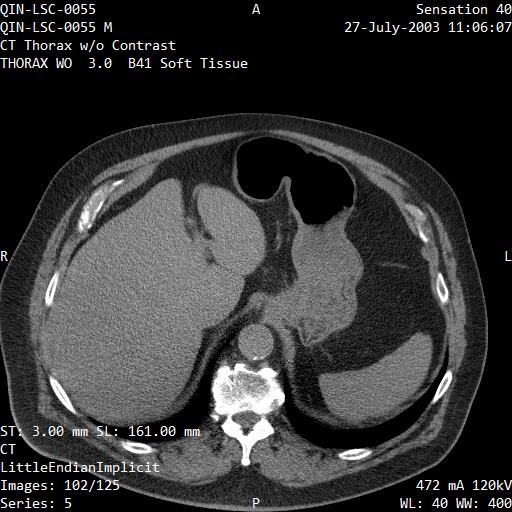 QIN-LSC-0055 A Sensation 40
QIN-LSC-0055 M 27-July-2003 11:06:07
CT Thorax w/o Contrast
THORAX WO 3.0 B41 Soft Tissue
R L
ST: 3.00 mm SL: 161.00 mm
CT
LittleEndianImplicit
Images: 102/125 472 mA 120kV
Series: 5 P WL: 40 WW: 400